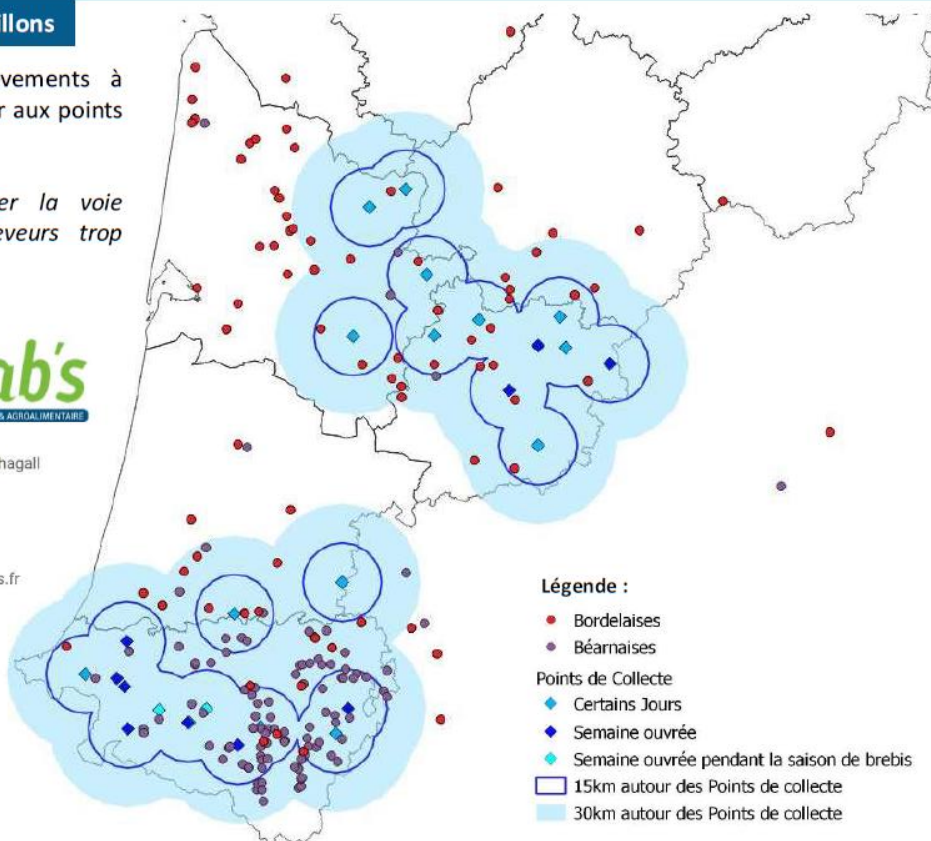 illons
vements à
r aux points
er la voie
eveurs trop
ab's
& AGROALIMENTAIRE
hagall
s.fr
Légende :
Bordelaises
Béarnaises
Points de Collecte
Certains Jours
Semaine ouvrée
Semaine ouvrée pendant la saison de brebis
15km autour des Points de collecte
30km autour des Points de collecte